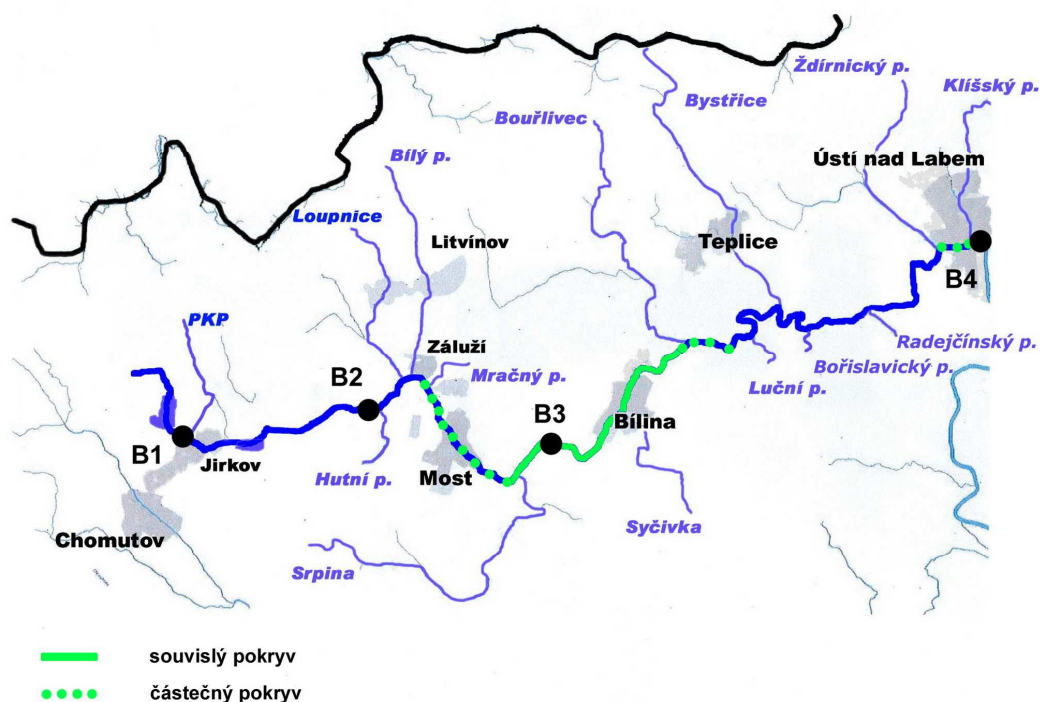 Ždírnický p.
Klíšský p.
Bystřice
Bouřlivec
Bílý p.
Ústí nad Labem
Loupnice
Litvínov
Teplice
B4
PKP
Záluží
Radejčínský p.
Mračný p.
B2
Bořislavický p.
Luční p.
B3
Bílina
B1
Jirkov
Hutní p.
Most
Syčivka
Chomutov
Srpina
souvislý pokryv
částečný pokryv